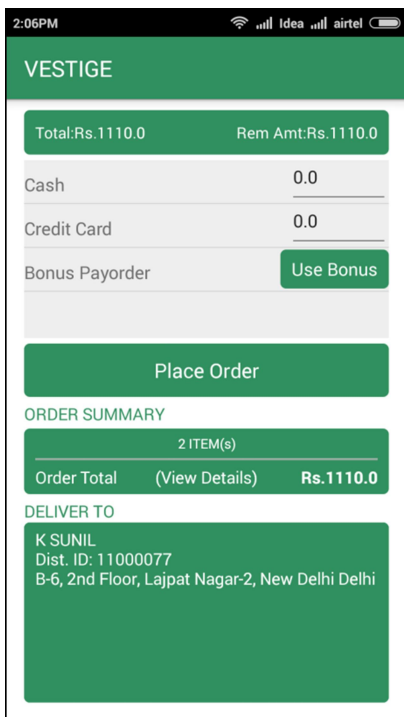 2:06PM Idea airtel
VESTIGE
Total:Rs.1110.0 Rem Amt:Rs.1110.0
Cash 0.0
Credit Card 0.0
Bonus Payorder Use Bonus
Place Order
ORDER SUMMARY
2 ITEM(s)
Order Total (View Details) Rs.1110.0
DELIVER TO
K SUNIL
Dist. ID: 11000077
B-6, 2nd Floor, Lajpat Nagar-2, New Delhi Delhi